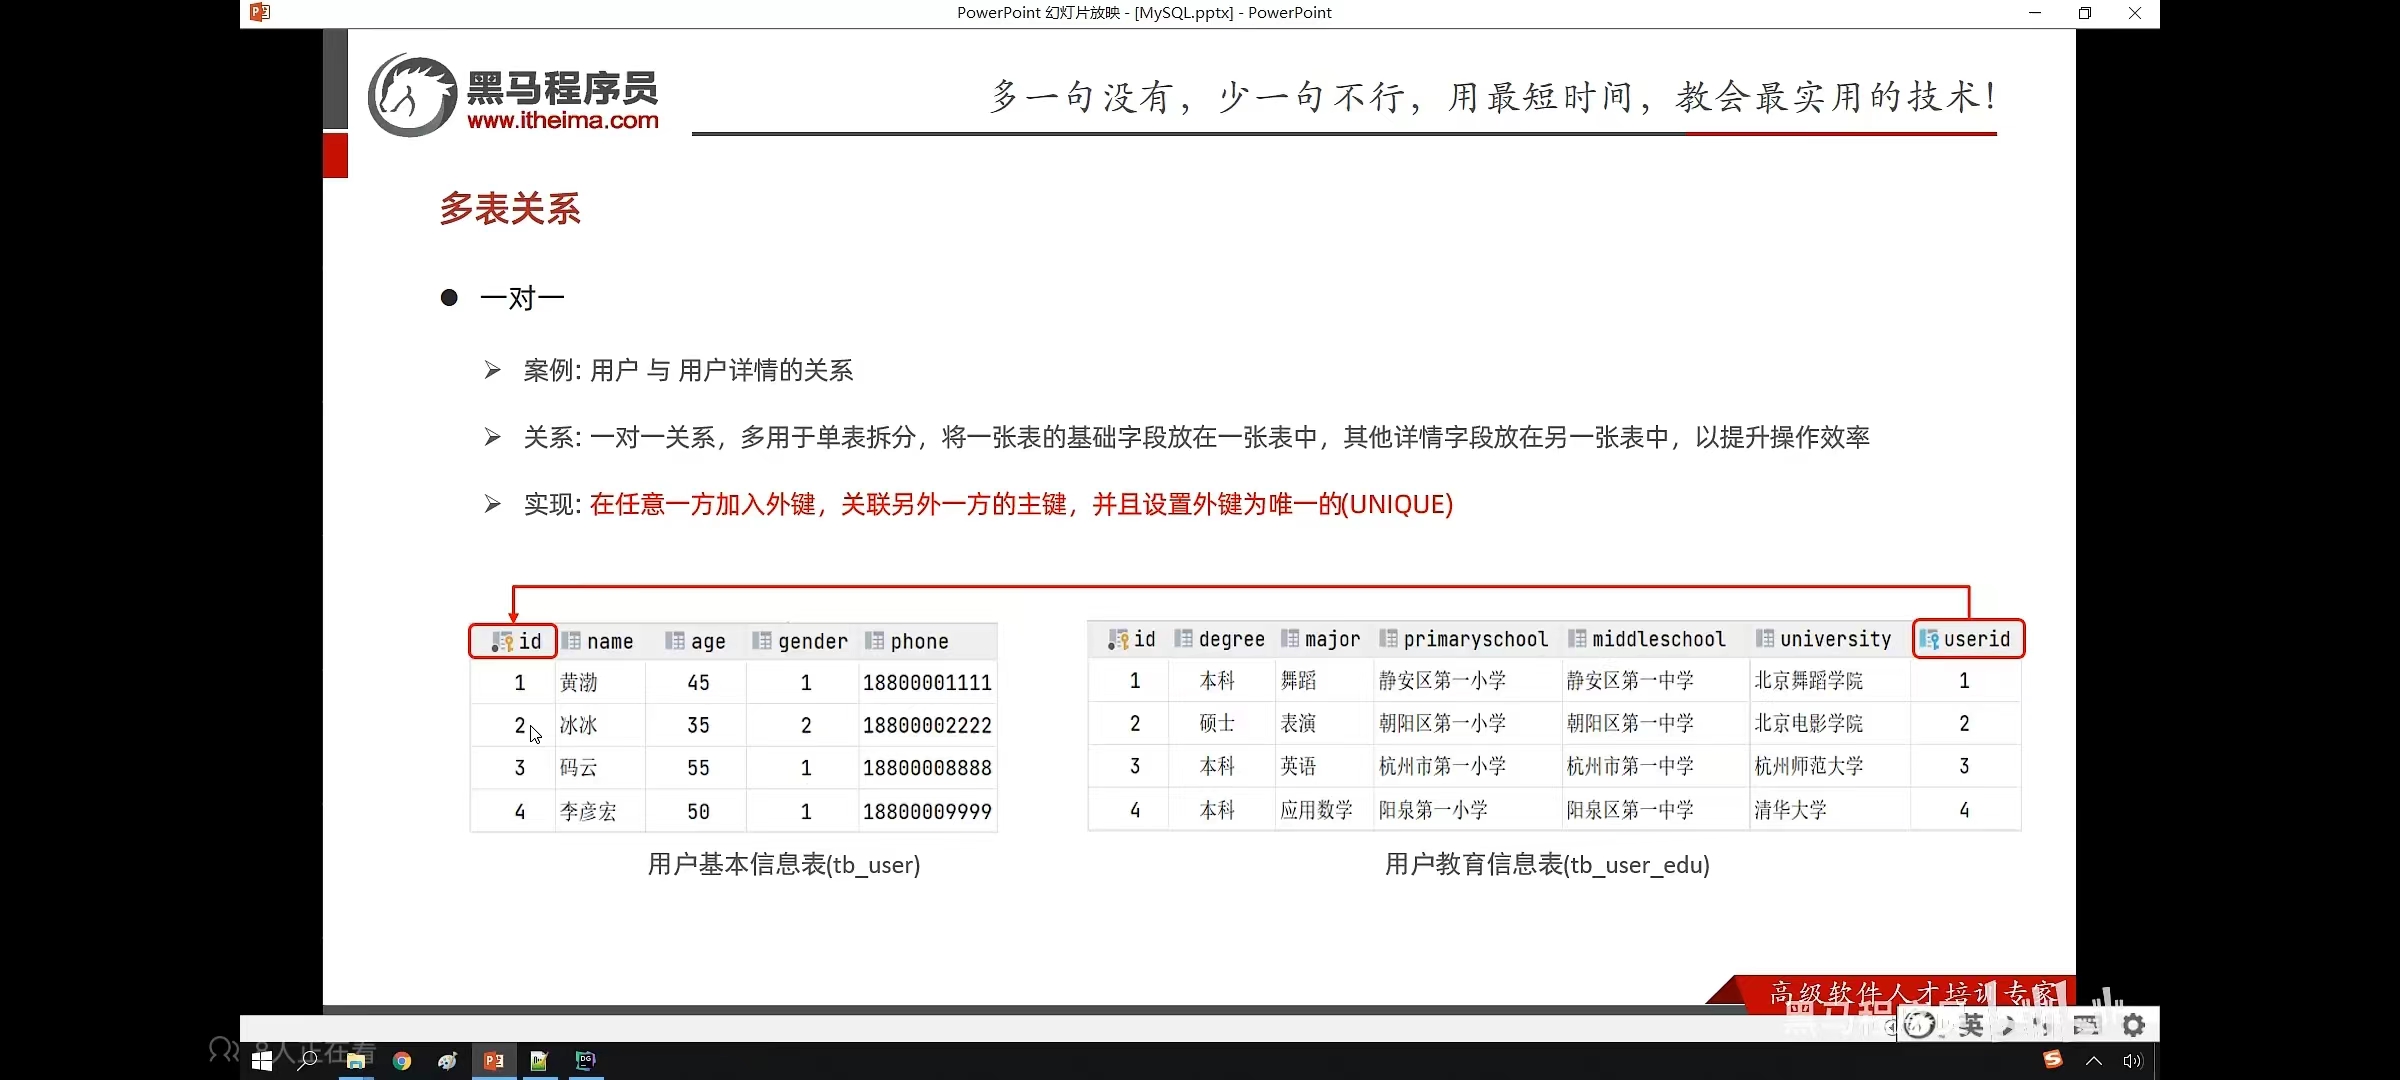 PowerPoint 幻灯片放映 - [MySQL.pptx] - PowerPoint
黑马程序员
www.itheima.com
多一句没有，少一句不行，用最短时间，教会最实用的技术！
多表关系
一对一
案例: 用户 与 用户详情的关系
关系: 一对一关系，多用于单表拆分，将一张表的基础字段放在一张表中，其他详情字段放在另一张表中，以提升操作效率
实现: 在任意一方加入外键，关联另外一方的主键，并且设置外键为唯一的(UNIQUE)
id name age gender phone
1 黄渤 45 1 18800001111
2 冰冰 35 2 18800002222
3 码云 55 1 18800008888
4 李彦宏 50 1 18800009999
用户基本信息表(tb_user)
id degree major primaryschool middleschool university userid
1 本科 舞蹈 静安区第一小学 静安区第一中学 北京舞蹈学院 1
2 硕士 表演 朝阳区第一小学 朝阳区第一中学 北京电影学院 2
3 本科 英语 杭州市第一小学 杭州市第一中学 杭州师范大学 3
4 本科 应用数学 阳泉第一小学 阳泉区第一中学 清华大学 4
用户教育信息表(tb_user_edu)
高级软件人才培训专家
黑马程序员
英
8人正在看